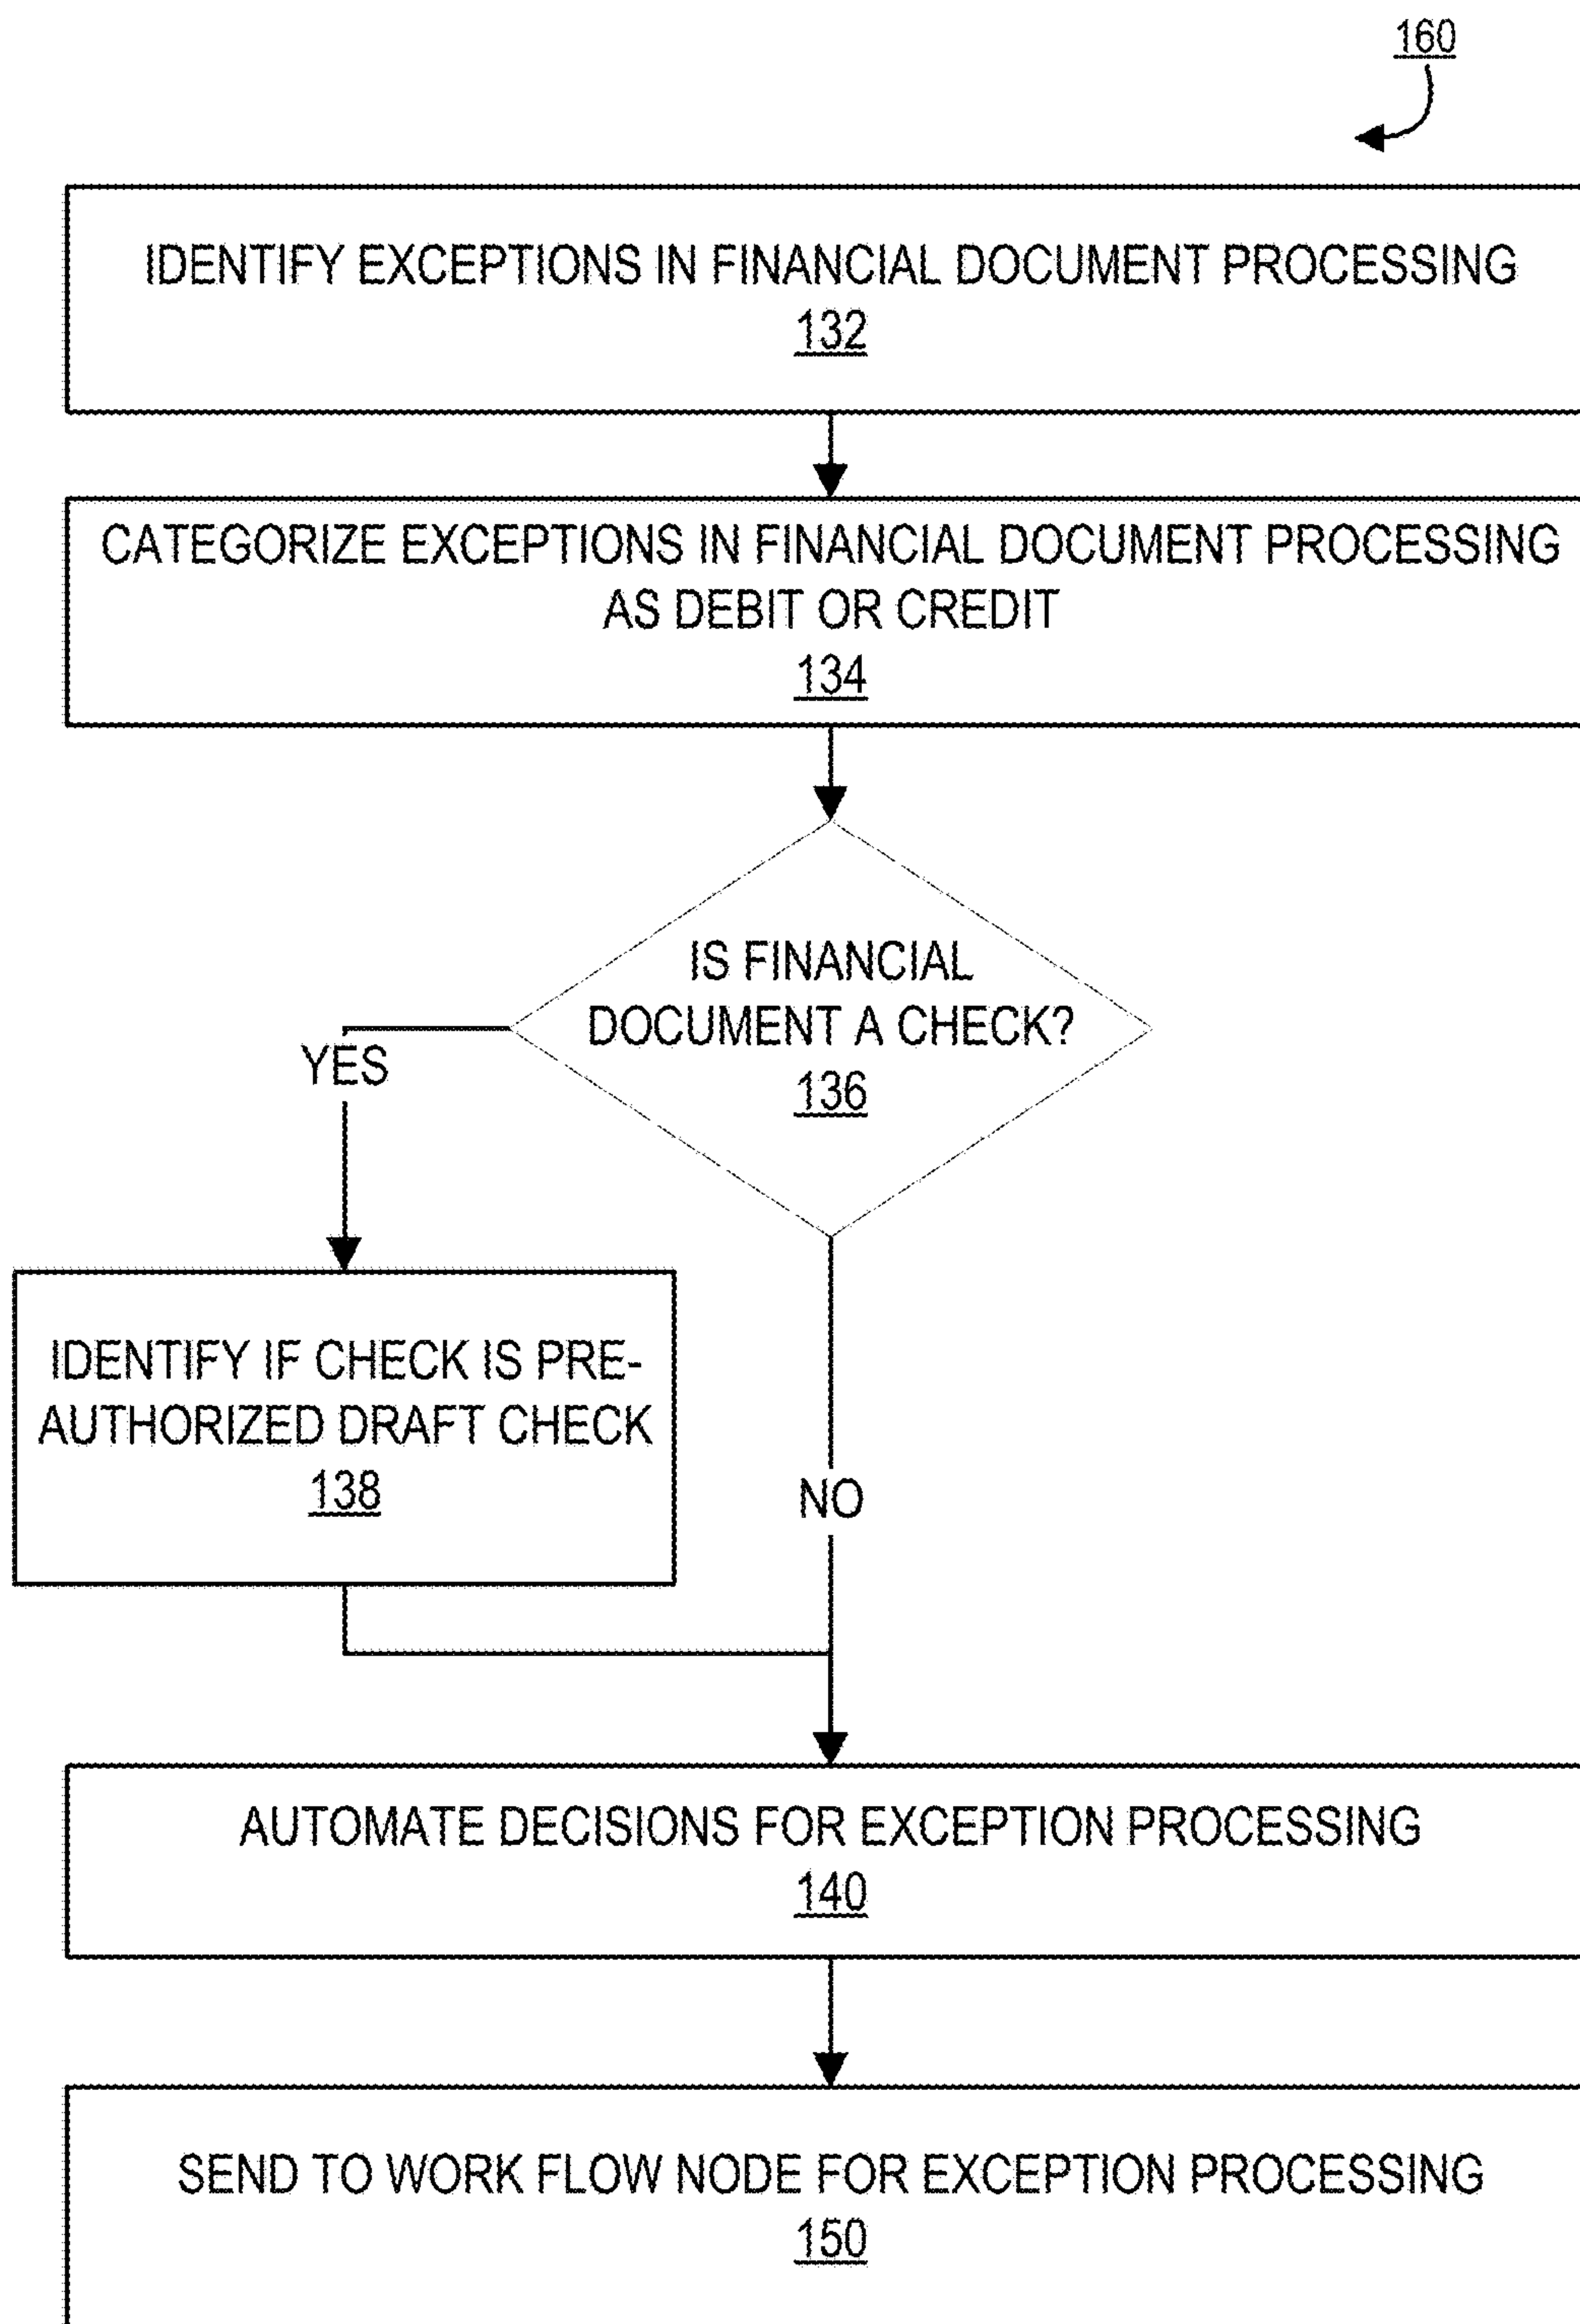 160
IDENTIFY EXCEPTIONS IN FINANCIAL DOCUMENT PROCESSING
132
CATEGORIZE EXCEPTIONS IN FINANCIAL DOCUMENT PROCESSING
AS DEBIT OR CREDIT
134
IS FINANCIAL
DOCUMENT A CHECK?
136
YES
IDENTIFY IF CHECK IS PRE-
AUTHORIZED DRAFT CHECK
138
NO
AUTOMATE DECISIONS FOR EXCEPTION PROCESSING
140
SEND TO WORK FLOW NODE FOR EXCEPTION PROCESSING
150